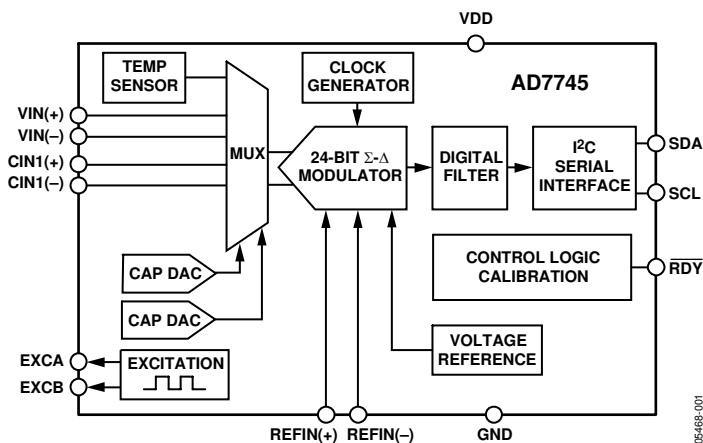 VDD
TEMP
SENSOR
CLOCK
GENERATOR
AD7745
VIN(+)
VIN(–)
CIN1(+)
CIN1(–)
MUX
24-BIT Σ-Δ
MODULATOR
DIGITAL
FILTER
I²C
SERIAL
INTERFACE
SDA
SCL
CAP DAC
CAP DAC
CONTROL LOGIC
CALIBRATION
RDY
EXCA
EXCB
EXCITATION
VOLTAGE
REFERENCE
REFIN(+)
REFIN(–)
GND
05468-001